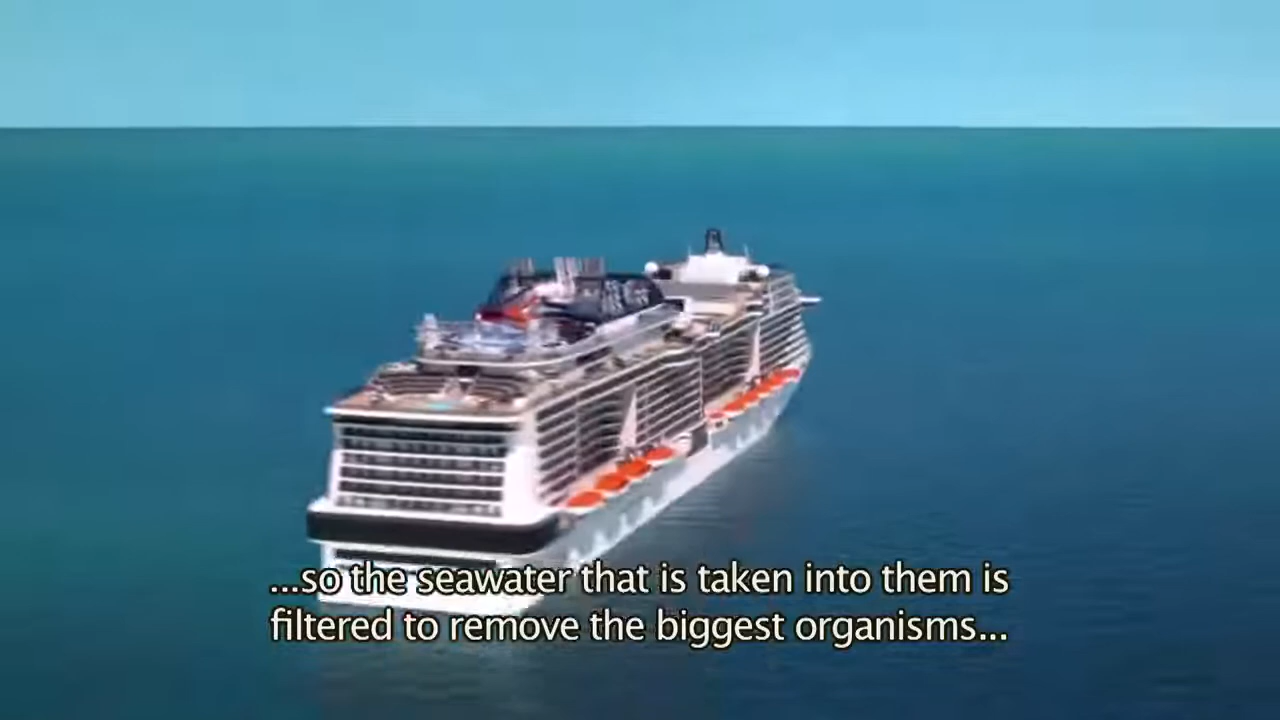 ...so the seawater that is taken into them is
filtered to remove the biggest organisms...